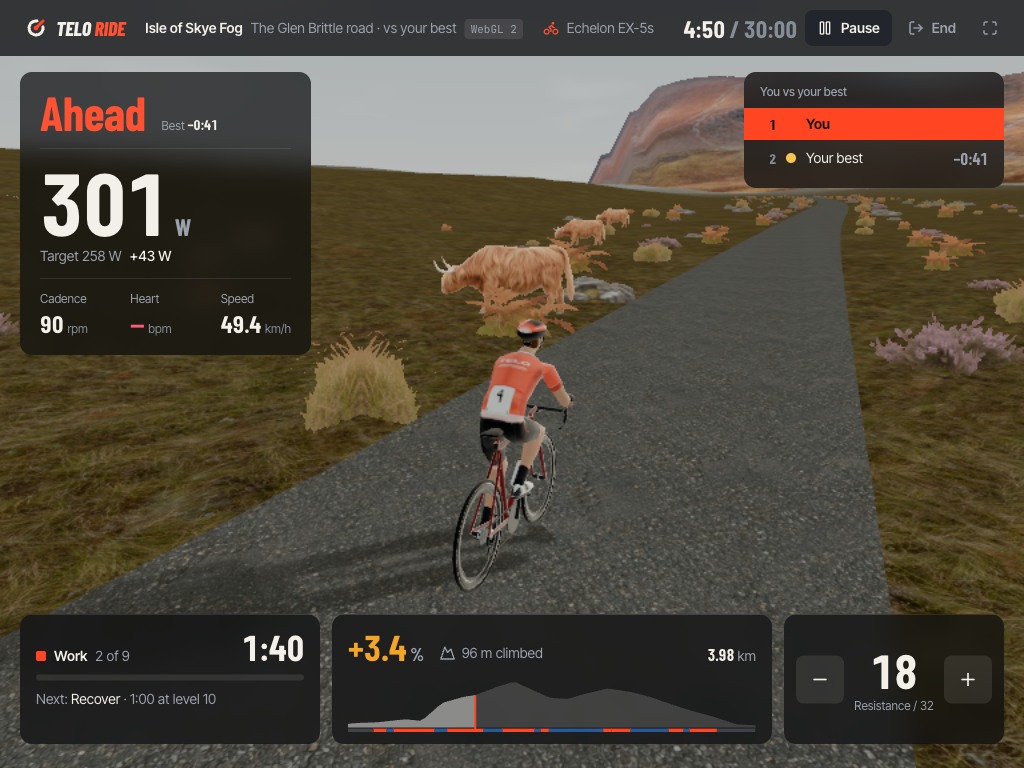 TELO RIDE
Isle of Skye Fog The Glen Brittle road · vs your best WebGL 2 Echelon EX-5s 4:50 / 30:00 Pause End
Ahead Best −0:41
301 W
Target 258 W +43 W
Cadence Heart Speed
90 rpm – bpm 49.4 km/h
You vs your best
1 You
2 Your best −0:41
TELO
4
Work 2 of 9 1:40
Next: Recover · 1:00 at level 10
+3.4 % 96 m climbed 3.98 km
− 18 +
Resistance / 32